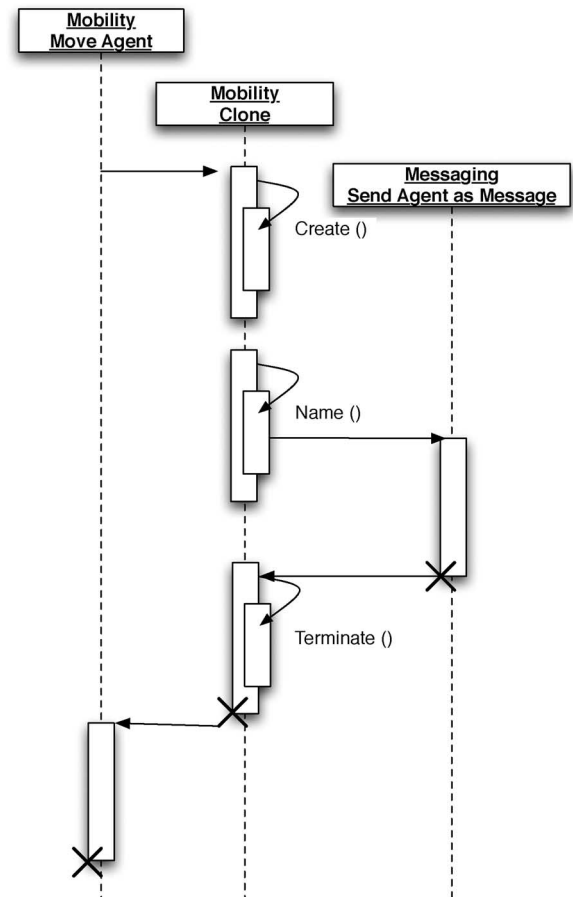 Mobility
Move Agent
Mobility
Clone
Messaging
Send Agent as Message
Create ()
Name ()
Terminate ()